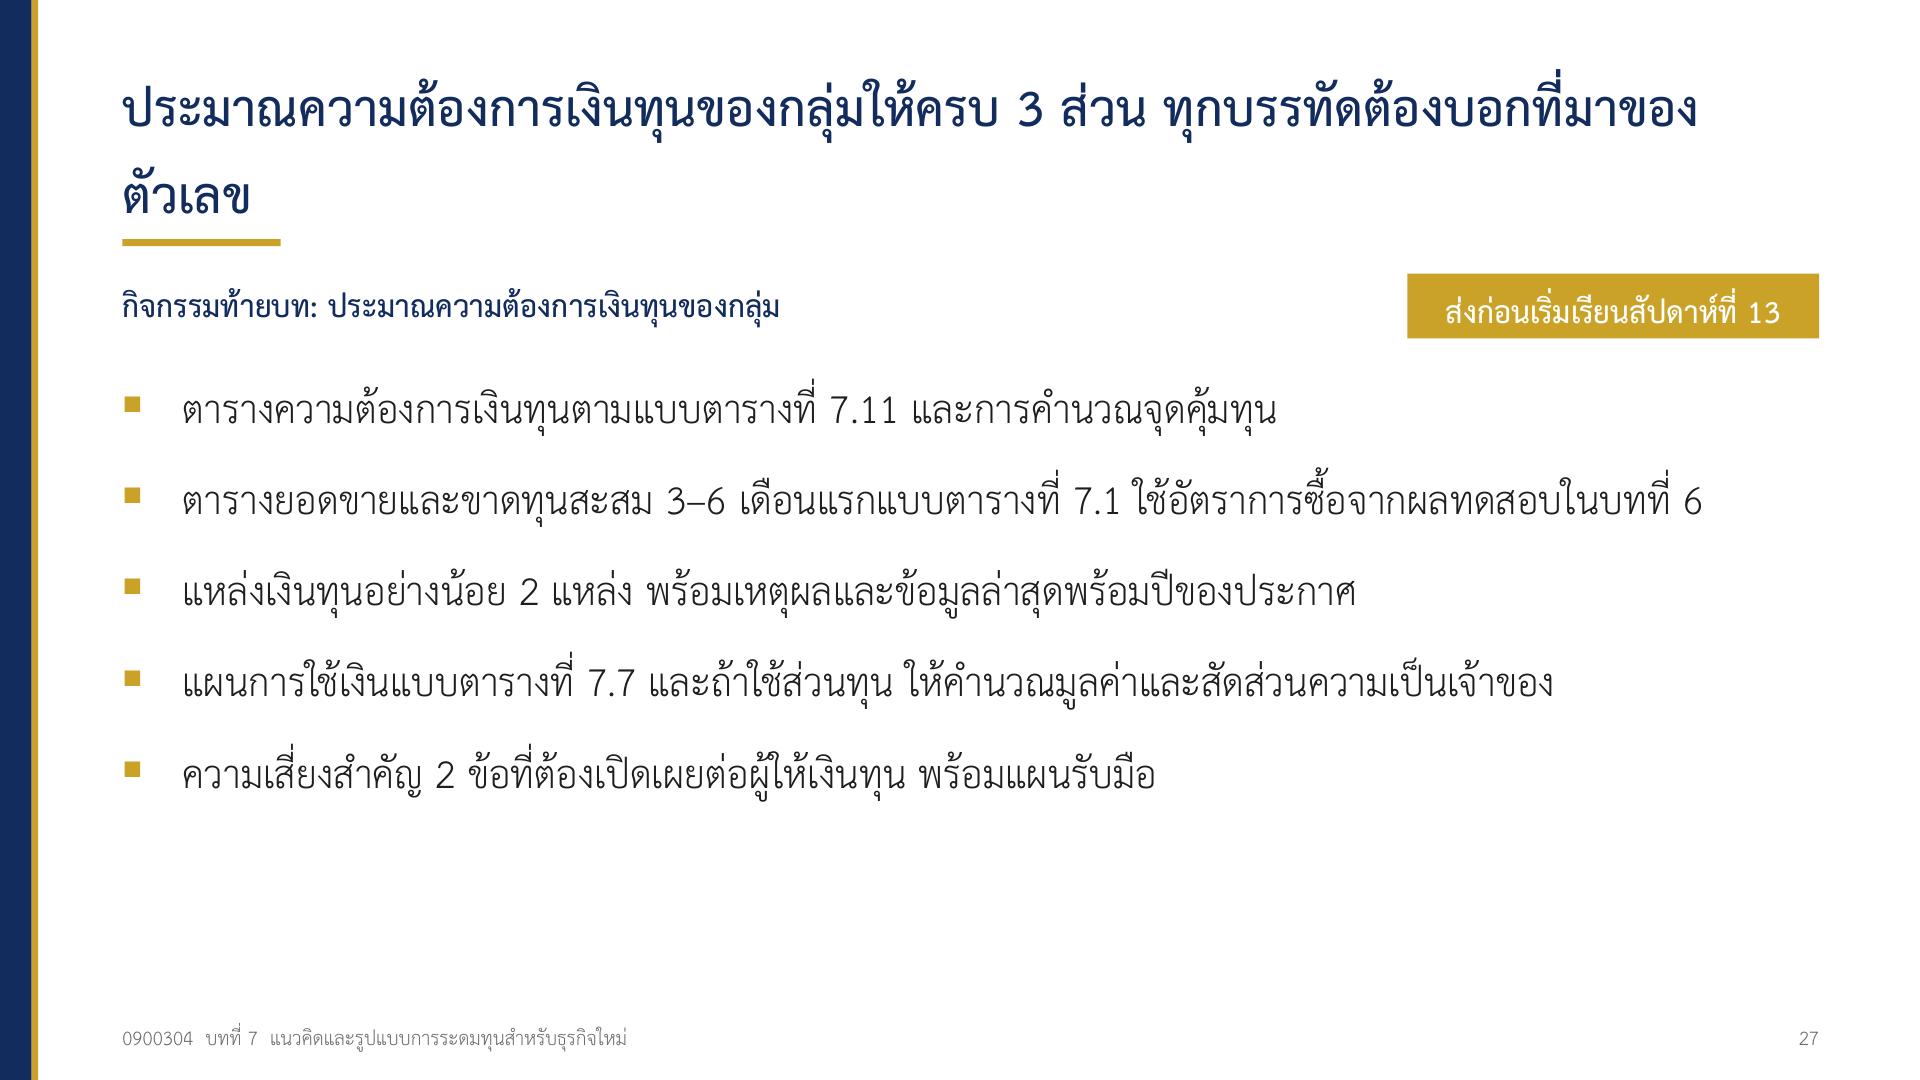 ประมาณความต้องการเงินทุนของกลุ่มให้ครบ 3 ส่วน ทุกบรรทัดต้องบอกที่มาของ
ตัวเลข
กิจกรรมท้ายบท: ประมาณความต้องการเงินทุนของกลุ่ม
ส่งก่อนเริ่มเรียนสัปดาห์ที่ 13
ตารางความต้องการเงินทุนตามแบบตารางที่ 7.11 และการคำนวณจุดคุ้มทุน
ตารางยอดขายและขาดทุนสะสม 3–6 เดือนแรกแบบตารางที่ 7.1 ใช้อัตราการซื้อจากผลทดสอบในบทที่ 6
แหล่งเงินทุนอย่างน้อย 2 แหล่ง พร้อมเหตุผลและข้อมูลล่าสุดพร้อมปีของประกาศ
แผนการใช้เงินแบบตารางที่ 7.7 และถ้าใช้ส่วนทุน ให้คำนวณมูลค่าและสัดส่วนความเป็นเจ้าของ
ความเสี่ยงสำคัญ 2 ข้อที่ต้องเปิดเผยต่อผู้ให้เงินทุน พร้อมแผนรับมือ
0900304 บทที่ 7 แนวคิดและรูปแบบการระดมทุนสำหรับธุรกิจใหม่
27